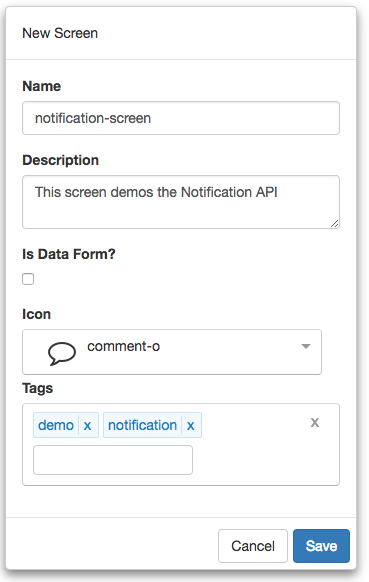 New Screen
Name
notification-screen
Description
This screen demos the Notification API
Is Data Form?
Icon
comment-o
Tags
demo x notification x x
Cancel Save